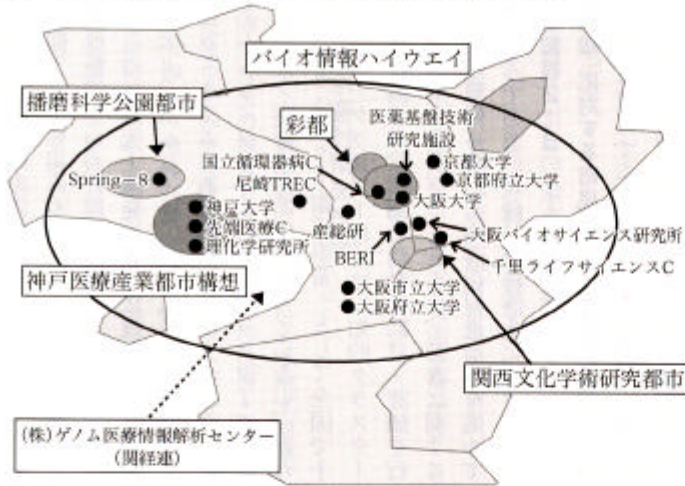 バイオ情報ハイウエイ
播磨科学公園都市
彩都
医薬基盤技術
研究施設
国立循環器病C
京都大学
Spring-8
尼崎TREC
京都府立大学
神戸大学
大阪大学
先端医療C
産総研
大阪バイオサイエンス研究所
理化学研究所
BERI
千里ライフサイエンスC
神戸医療産業都市構想
大阪市立大学
大阪府立大学
関西文化学術研究都市
(株)ゲノム医療情報解析センター
(関経連)